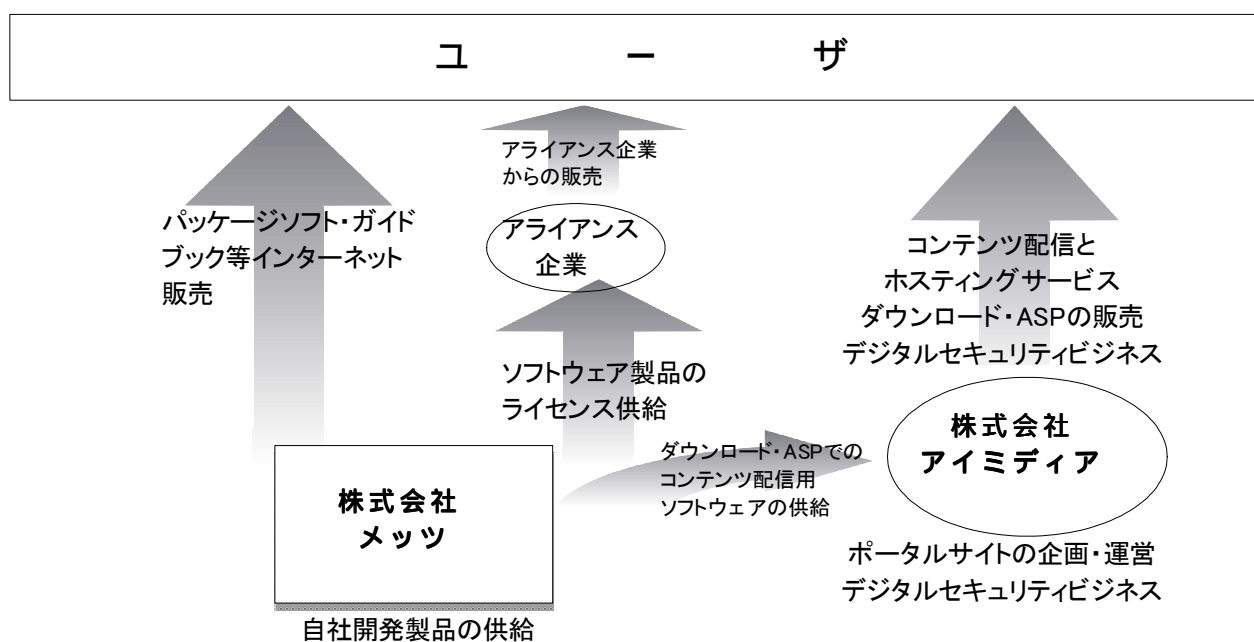 ユーザ
アライアンス企業
からの販売
パッケージソフト・ガイド
ブック等インターネット
販売
アライアンス
企業
コンテンツ配信と
ホスティングサービス
ダウンロード・ASPの販売
デジタルセキュリティビジネス
ソフトウェア製品の
ライセンス供給
ダウンロード・ASPでの
コンテンツ配信用
ソフトウェアの供給
株式会社
アイミディア
株式会社
メッツ
ポータルサイトの企画・運営
デジタルセキュリティビジネス
自社開発製品の供給